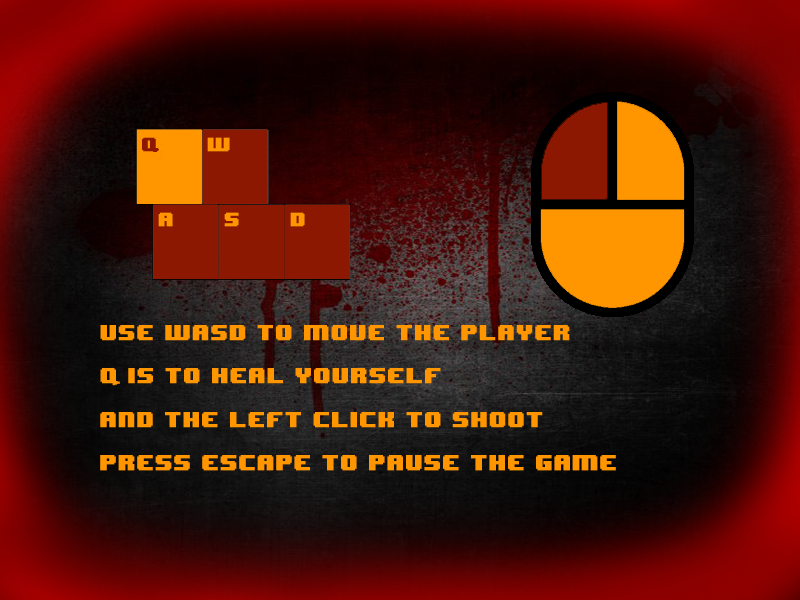 Q W
A S D
USE WASD TO MOVE THE PLAYER
Q IS TO HEAL YOURSELF
AND THE LEFT CLICK TO SHOOT
PRESS ESCAPE TO PAUSE THE GAME